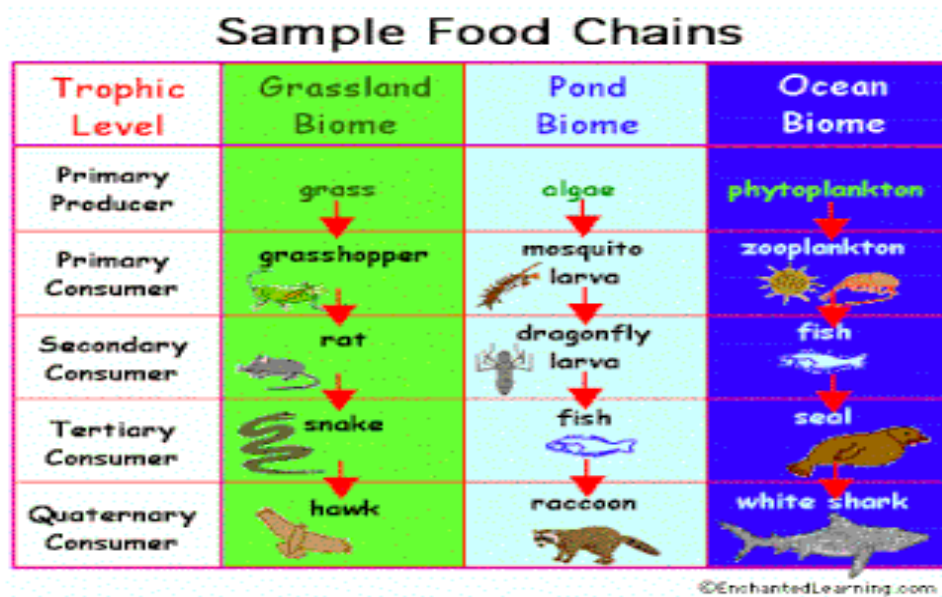 Sample Food Chains
Trophic Level
Grassland Biome
Pond Biome
Ocean Biome
Primary Producer
grass
algae
phytoplankton
Primary Consumer
grasshopper
mosquito larva
zooplankton
Secondary Consumer
rat
dragonfly larva
fish
Tertiary Consumer
snake
fish
seal
Quaternary Consumer
hawk
raccoon
white shark
©EnchantedLearning.com